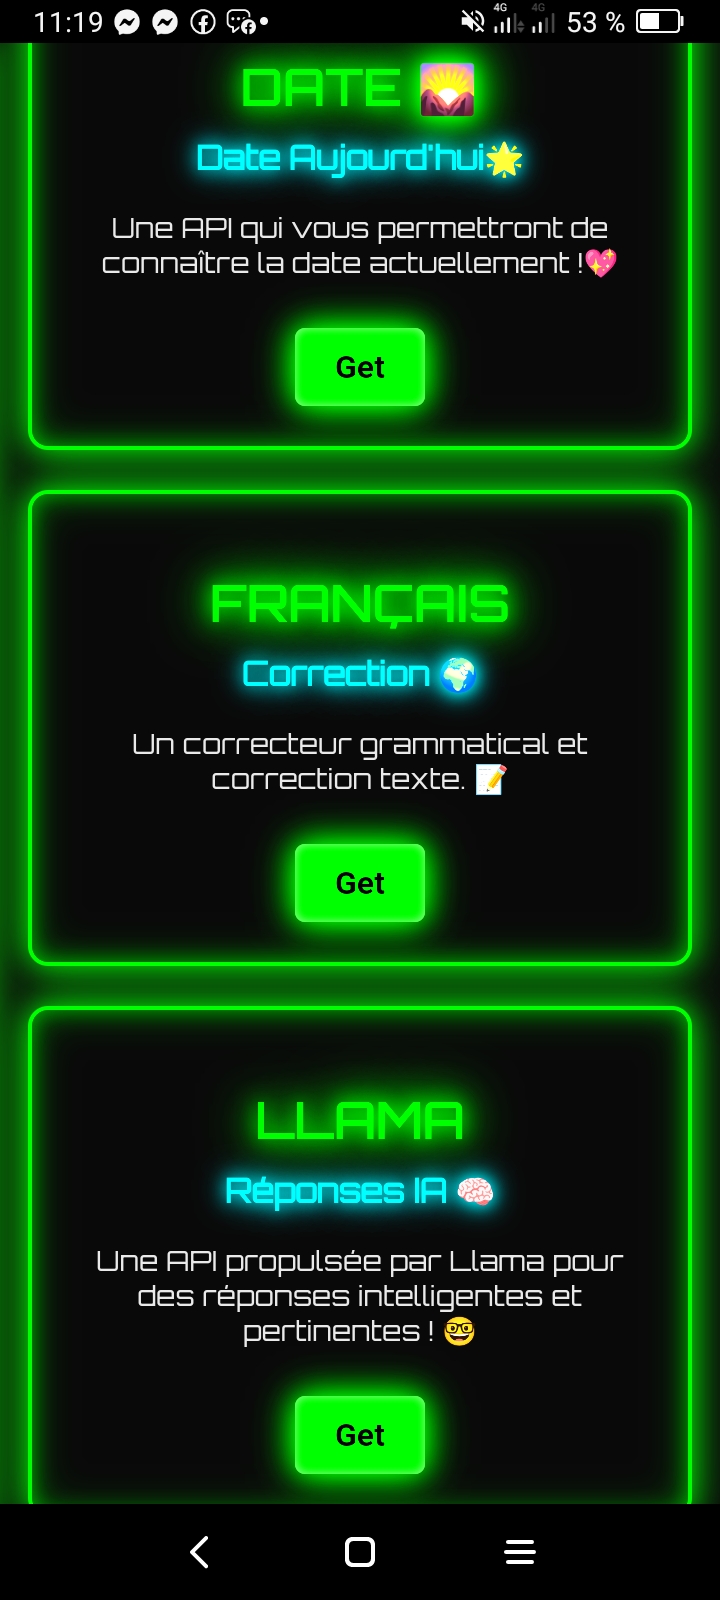 11:19 4G 4G 53 %
DATE 🌄
Date Aujourd'hui🌟
Une API qui vous permettront de
connaître la date actuellement !💖
Get
FRANÇAIS
Correction 🌍
Un correcteur grammatical et
correction texte. 📝
Get
LLAMA
Réponses IA 🧠
Une API propulsée par Llama pour
des réponses intelligentes et
pertinentes ! 🤓
Get